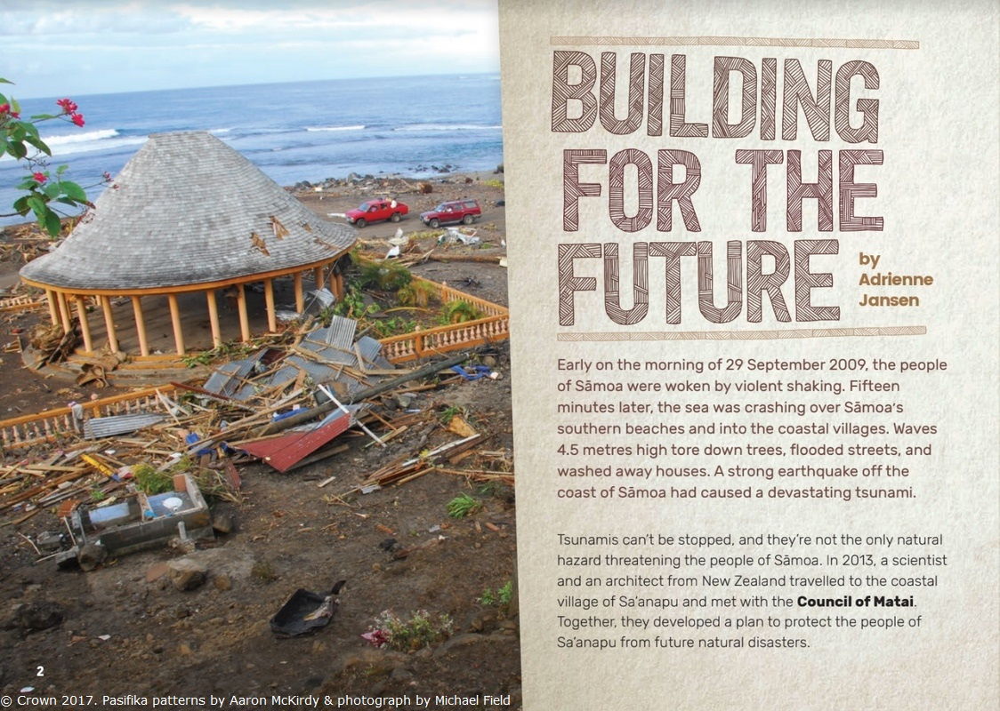 BUILDING
FOR THE
FUTURE
by
Adrienne
Jansen
Early on the morning of 29 September 2009, the people
of Sāmoa were woken by violent shaking. Fifteen
minutes later, the sea was crashing over Sāmoa's
southern beaches and into the coastal villages. Waves
4.5 metres high tore down trees, flooded streets, and
washed away houses. A strong earthquake off the
coast of Sāmoa had caused a devastating tsunami.
Tsunamis can't be stopped, and they're not the only natural
hazard threatening the people of Sāmoa. In 2013, a scientist
and an architect from New Zealand travelled to the coastal
village of Sa'anapu and met with the Council of Matai.
Together, they developed a plan to protect the people of
Sa'anapu from future natural disasters.
2
© Crown 2017. Pasifika patterns by Aaron McKirdy & photograph by Michael Field